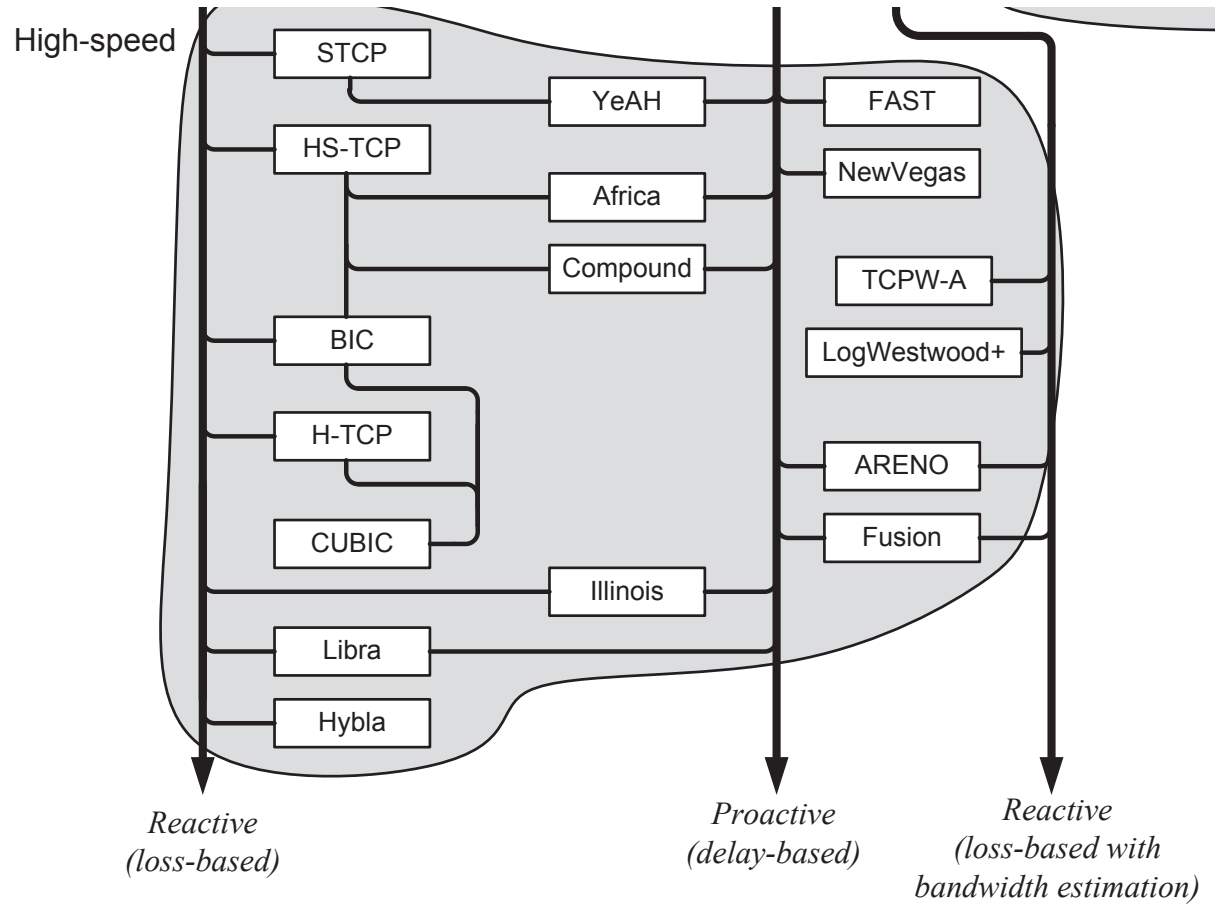 High-speed
STCP
YeAH
FAST
HS-TCP
NewVegas
Africa
Compound
TCPW-A
BIC
LogWestwood+
H-TCP
ARENO
CUBIC
Fusion
Illinois
Libra
Hybla
Reactive
(loss-based)
Proactive
(delay-based)
Reactive
(loss-based with
bandwidth estimation)